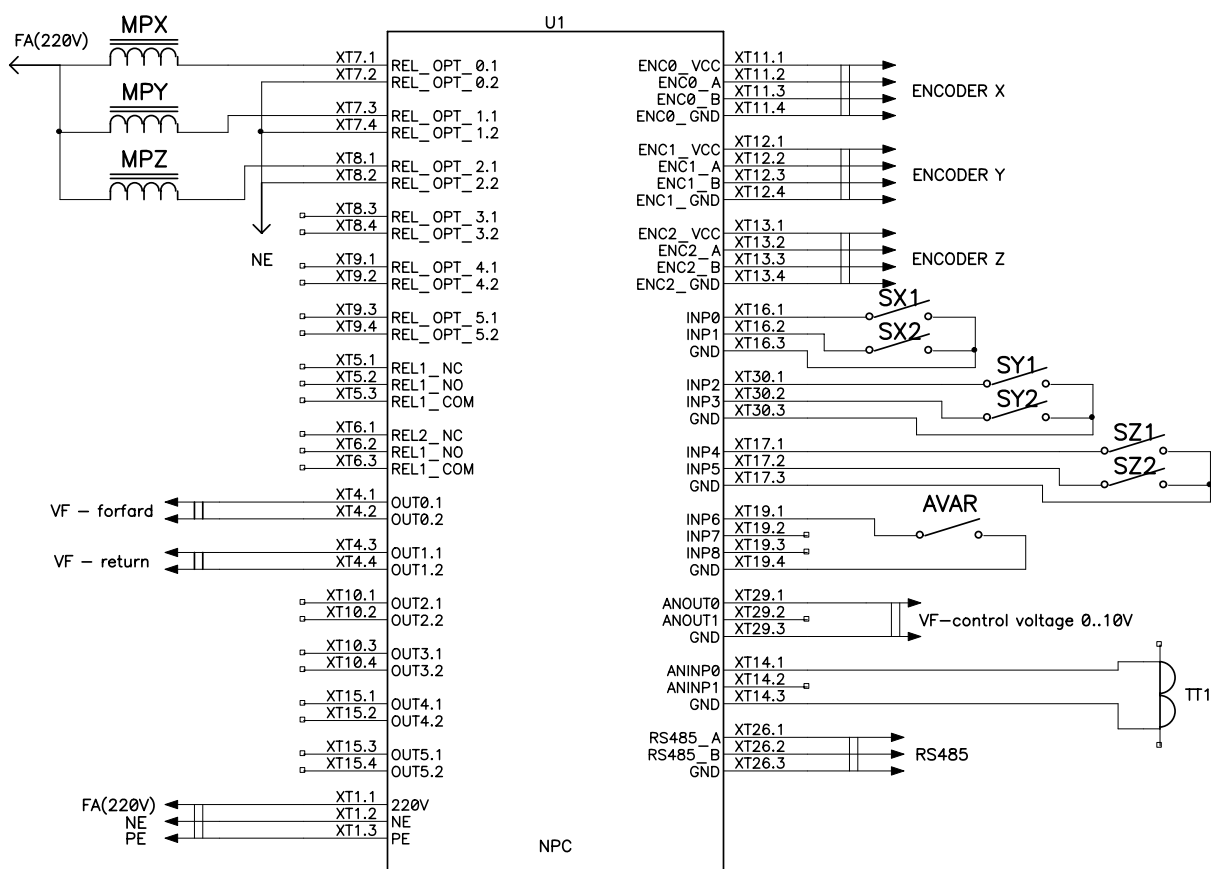 U1
FA(220V)
MPX
MPY
MPZ
NE
XT7.1 REL_OPT_0.1
XT7.2 REL_OPT_0.2
XT7.3 REL_OPT_1.1
XT7.4 REL_OPT_1.2
XT8.1 REL_OPT_2.1
XT8.2 REL_OPT_2.2
XT8.3 REL_OPT_3.1
XT8.4 REL_OPT_3.2
XT9.1 REL_OPT_4.1
XT9.2 REL_OPT_4.2
XT9.3 REL_OPT_5.1
XT9.4 REL_OPT_5.2
XT5.1 REL1_NC
XT5.2 REL1_NO
XT5.3 REL1_COM
XT6.1 REL2_NC
XT6.2 REL1_NO
XT6.3 REL1_COM
VF - forfard
XT4.1 OUT0.1
XT4.2 OUT0.2
VF - return
XT4.3 OUT1.1
XT4.4 OUT1.2
XT10.1 OUT2.1
XT10.2 OUT2.2
XT10.3 OUT3.1
XT10.4 OUT3.2
XT15.1 OUT4.1
XT15.2 OUT4.2
XT15.3 OUT5.1
XT15.4 OUT5.2
FA(220V) XT1.1 220V
NE XT1.2 NE
PE XT1.3 PE
NPC
ENC0_VCC XT11.1
ENC0_A XT11.2
ENC0_B XT11.3
ENC0_GND XT11.4
ENCODER X
ENC1_VCC XT12.1
ENC1_A XT12.2
ENC1_B XT12.3
ENC1_GND XT12.4
ENCODER Y
ENC2_VCC XT13.1
ENC2_A XT13.2
ENC2_B XT13.3
ENC2_GND XT13.4
ENCODER Z
INP0 XT16.1 SX1
INP1 XT16.2 SX2
GND XT16.3
INP2 XT30.1 SY1
INP3 XT30.2 SY2
GND XT30.3
INP4 XT17.1 SZ1
INP5 XT17.2 SZ2
GND XT17.3
INP6 XT19.1 AVAR
INP7 XT19.2
INP8 XT19.3
GND XT19.4
ANOUT0 XT29.1
ANOUT1 XT29.2
GND XT29.3
VF-control voltage 0..10V
ANINP0 XT14.1
ANINP1 XT14.2
GND XT14.3
TT1
RS485_A XT26.1
RS485_B XT26.2
GND XT26.3
RS485